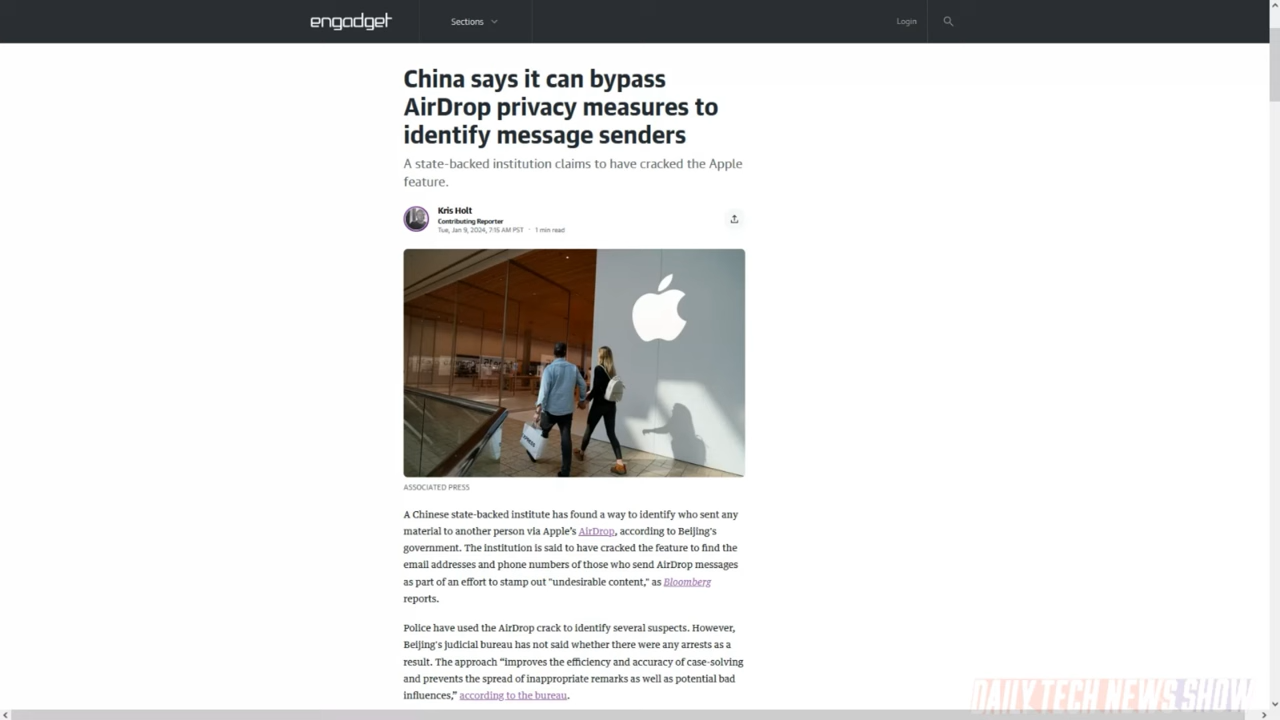 engadget
Sections
Login
China says it can bypass
AirDrop privacy measures to
identify message senders
A state-backed institution claims to have cracked the Apple
feature.
Kris Holt
Contributing Reporter
Tue, Jan 9, 2024, 7:15 AM PST · 1 min read
ASSOCIATED PRESS
A Chinese state-backed institute has found a way to identify who sent any
material to another person via Apple's AirDrop, according to Beijing's
government. The institution is said to have cracked the feature to find the
email addresses and phone numbers of those who send AirDrop messages
as part of an effort to stamp out "undesirable content," as Bloomberg
reports.
Police have used the AirDrop crack to identify several suspects. However,
Beijing's judicial bureau has not said whether there were any arrests as a
result. The approach “improves the efficiency and accuracy of case-solving
and prevents the spread of inappropriate remarks as well as potential bad
influences,” according to the bureau.
DAILY TECH NEWS SHOW